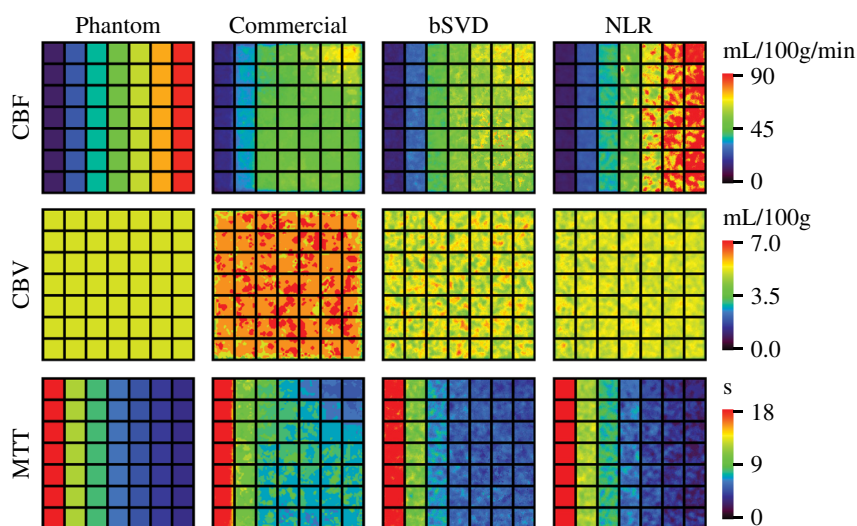 Phantom Commercial bSVD NLR
CBF
mL/100g/min
90
45
0
CBV
mL/100g
7.0
3.5
0.0
MTT
s
18
9
0